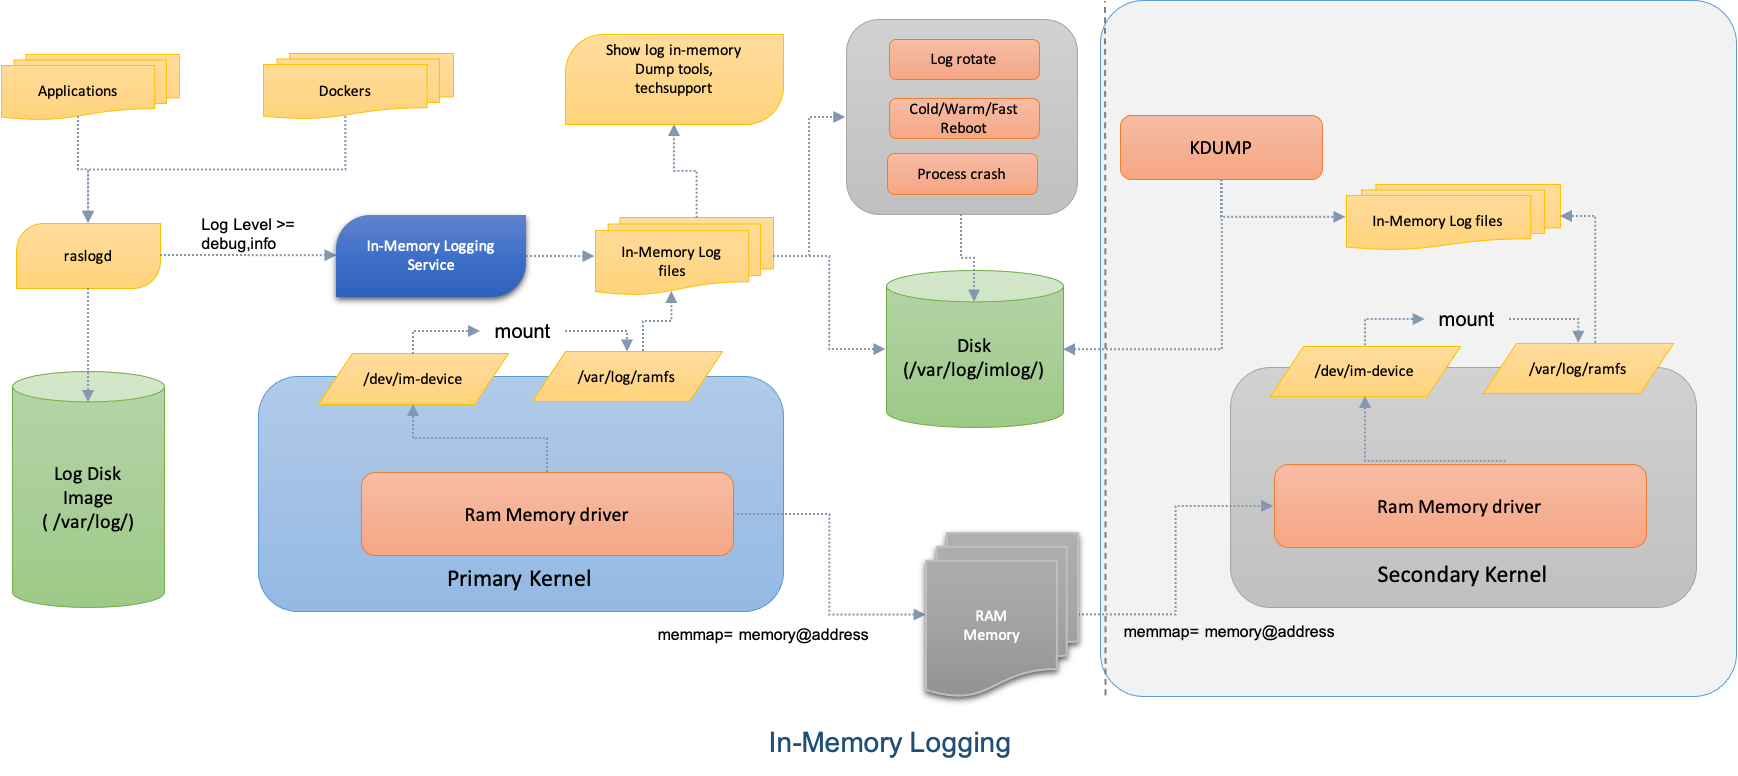 Applications
Dockers
Show log in-memory
Dump tools,
techsupport
Log rotate
Cold/Warm/Fast
Reboot
Process crash
KDUMP
In-Memory Log files
raslogd
Log Level >=
debug,info
In-Memory Logging
Service
In-Memory Log
files
mount
/dev/im-device
/var/log/ramfs
Disk
(/var/log/imlog/)
mount
/dev/im-device
/var/log/ramfs
Log Disk
Image
( /var/log/)
Ram Memory driver
Primary Kernel
Ram Memory driver
Secondary Kernel
memmap= memory@address
RAM
Memory
memmap= memory@address
In-Memory Logging